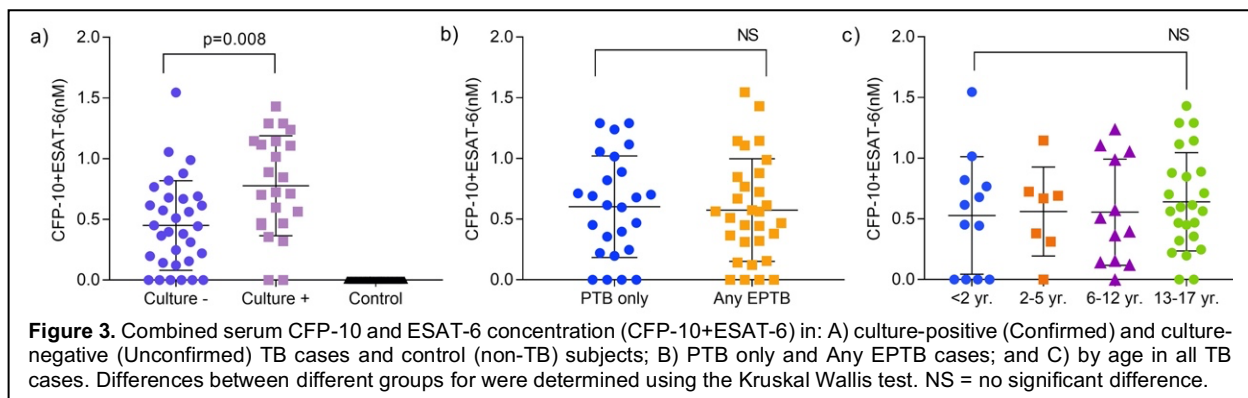 a)
p=0.008
CFP-10+ESAT-6(nM)
2.0
1.5
1.0
0.5
0.0
Culture -
Culture +
Control
b)
NS
CFP-10+ESAT-6(nM)
2.0
1.5
1.0
0.5
0.0
PTB only
Any EPTB
c)
NS
CFP-10+ESAT-6(nM)
2.0
1.5
1.0
0.5
0.0
<2 yr.
2-5 yr.
6-12 yr.
13-17 yr.
Figure 3. Combined serum CFP-10 and ESAT-6 concentration (CFP-10+ESAT-6) in: A) culture-positive (Confirmed) and culture-
negative (Unconfirmed) TB cases and control (non-TB) subjects; B) PTB only and Any EPTB cases; and C) by age in all TB
cases. Differences between different groups for were determined using the Kruskal Wallis test. NS = no significant difference.